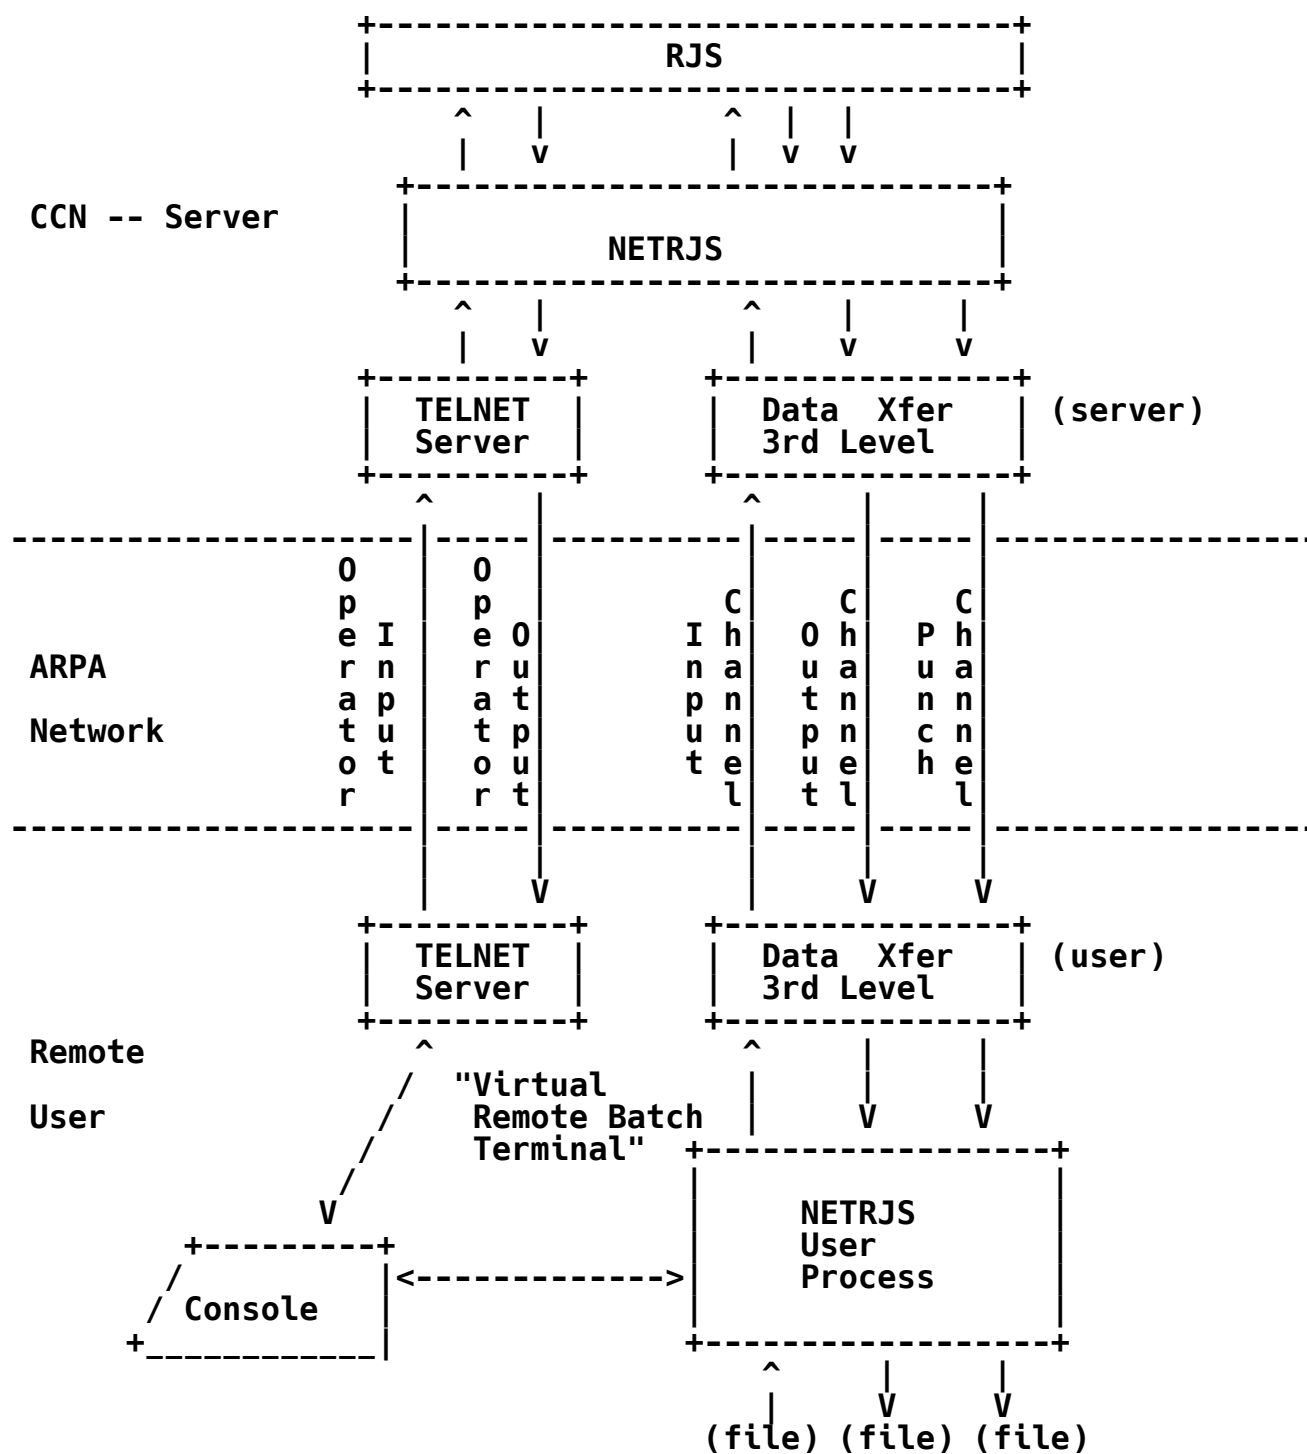 RJS
CCN -- Server
NETRJS
TELNET Data Xfer (server)
Server 3rd Level
Operator
Input
Operator
Output
Input
Channel
Output
Channel
Punch
Channel
ARPA
Network
TELNET Data Xfer (user)
Server 3rd Level
Remote
"Virtual
User Remote Batch
Terminal"
NETRJS
User
Process
Console
(file) (file) (file)